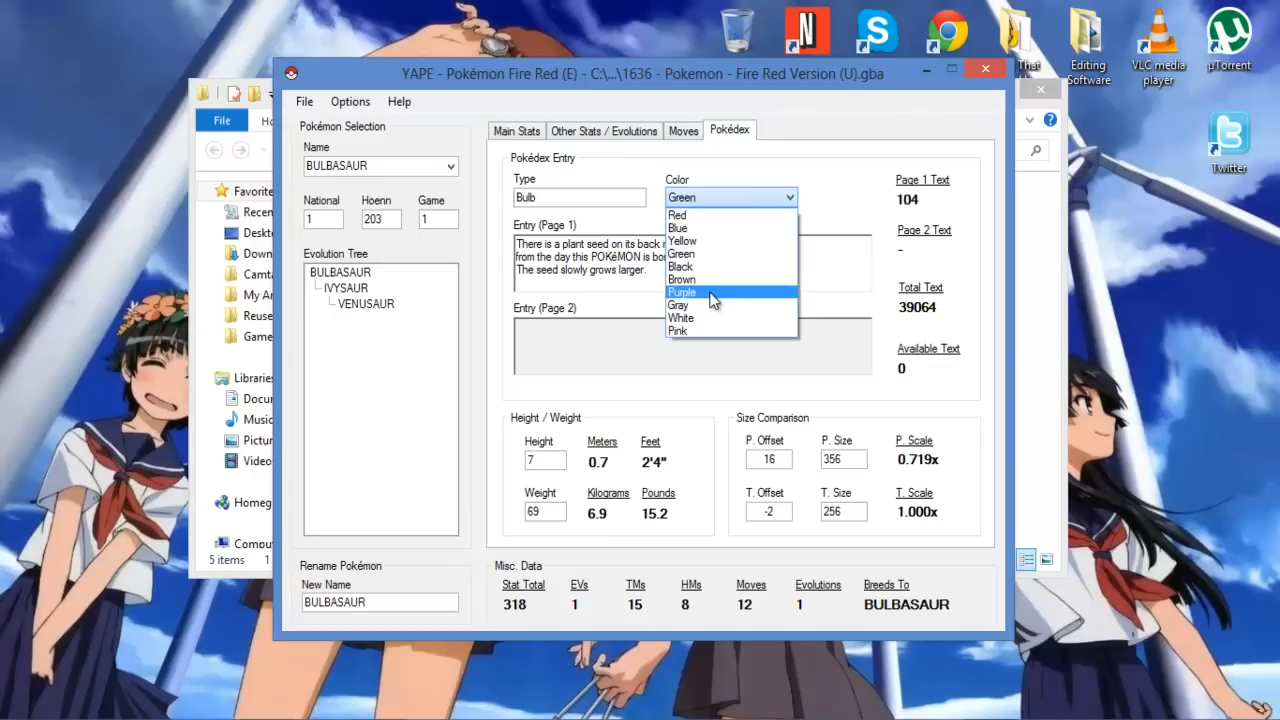 That
Editing
Software
VLC media
player
µTorrent
Twitter
YAPE - Pokémon Fire Red (E) - C:\...\1636 - Pokemon - Fire Red Version (U).gba
File
Options
Help
File
Favorite
Recen
Deskto
Down
Camta
My Ar
Reuse
Game
Libraries
Docu
Music
Pictur
Video
Homeg
Compu
5 items
Pokémon Selection
Name
BULBASAUR
National
Hoenn
Game
1
203
1
Evolution Tree
BULBASAUR
IVYSAUR
VENUSAUR
Rename Pokémon
New Name
BULBASAUR
Main Stats
Other Stats / Evolutions
Moves
Pokédex
Pokédex Entry
Type
Bulb
Color
Green
Red
Blue
Yellow
Green
Black
Brown
Purple
Gray
White
Pink
Entry (Page 1)
There is a plant seed on its back r
from the day this POKéMON is bo
The seed slowly grows larger.
Entry (Page 2)
Page 1 Text
104
Page 2 Text
-
Total Text
39064
Available Text
0
Height / Weight
Height
Meters
Feet
7
0.7
2'4"
Weight
Kilograms
Pounds
69
6.9
15.2
Size Comparison
P. Offset
P. Size
P. Scale
16
356
0.719x
T. Offset
T. Size
T. Scale
-2
256
1.000x
Misc. Data
Stat Total
EVs
TMs
HMs
Moves
Evolutions
Breeds To
318
1
15
8
12
1
BULBASAUR